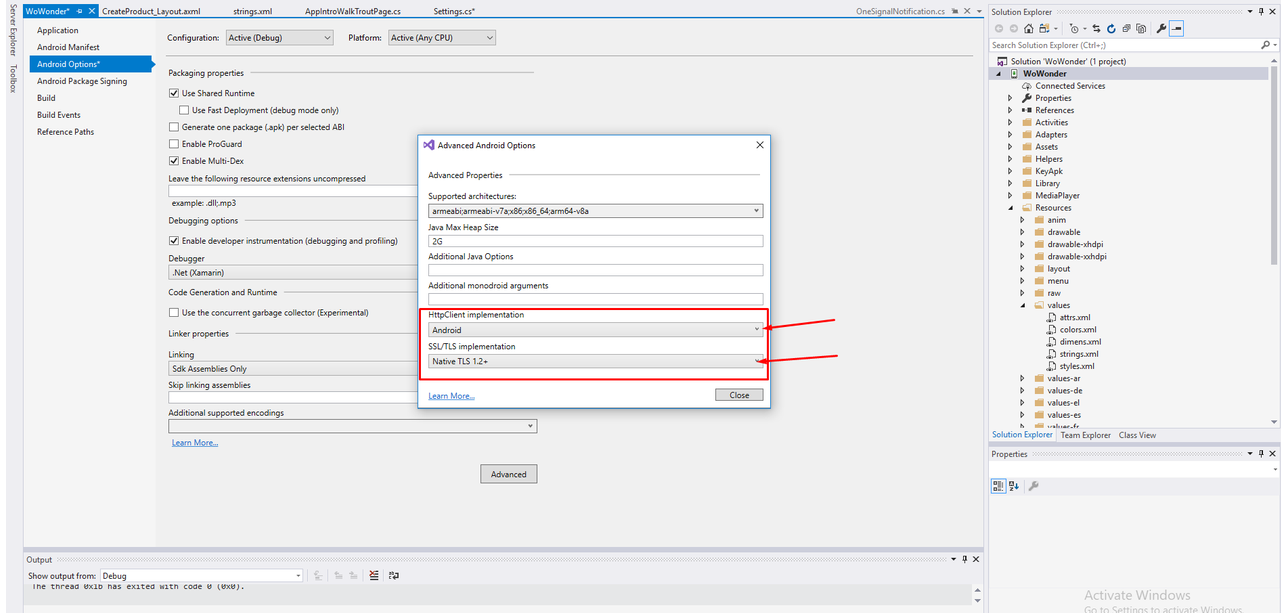 Server Explorer
Toolbox
WoWonder*
CreateProduct_Layout.axml
strings.xml
AppIntroWalkTroutPage.cs
Settings.cs*
OneSignalNotification.cs
Application
Android Manifest
Android Options*
Android Package Signing
Build
Build Events
Reference Paths
Configuration: Active (Debug)
Platform: Active (Any CPU)
Packaging properties
Use Shared Runtime
Use Fast Deployment (debug mode only)
Generate one package (.apk) per selected ABI
Enable ProGuard
Enable Multi-Dex
Leave the following resource extensions uncompressed
example: .dll;.mp3
Debugging options
Enable developer instrumentation (debugging and profiling)
Debugger
.Net (Xamarin)
Code Generation and Runtime
Use the concurrent garbage collector (Experimental)
Linker properties
Linking
Sdk Assemblies Only
Skip linking assemblies
Additional supported encodings
Learn More...
Advanced
Advanced Android Options
Advanced Properties
Supported architectures:
armeabi;armeabi-v7a;x86;x86_64;arm64-v8a
Java Max Heap Size
2G
Additional Java Options
Additional monodroid arguments
HttpClient implementation
Android
SSL/TLS implementation
Native TLS 1.2+
Learn More...
Close
Output
Show output from: Debug
The thread 0x1b has exited with code 0 (0x0).
Solution Explorer
Search Solution Explorer (Ctrl+;)
Solution 'WoWonder' (1 project)
WoWonder
Connected Services
Properties
References
Activities
Adapters
Assets
Helpers
KeyApk
Library
MediaPlayer
Resources
anim
drawable
drawable-xhdpi
drawable-xxhdpi
layout
menu
raw
values
attrs.xml
colors.xml
dimens.xml
strings.xml
styles.xml
values-ar
values-de
values-el
values-es
values-fr
Solution Explorer
Team Explorer
Class View
Properties
Activate Windows
Go to Settings to activate Windows.